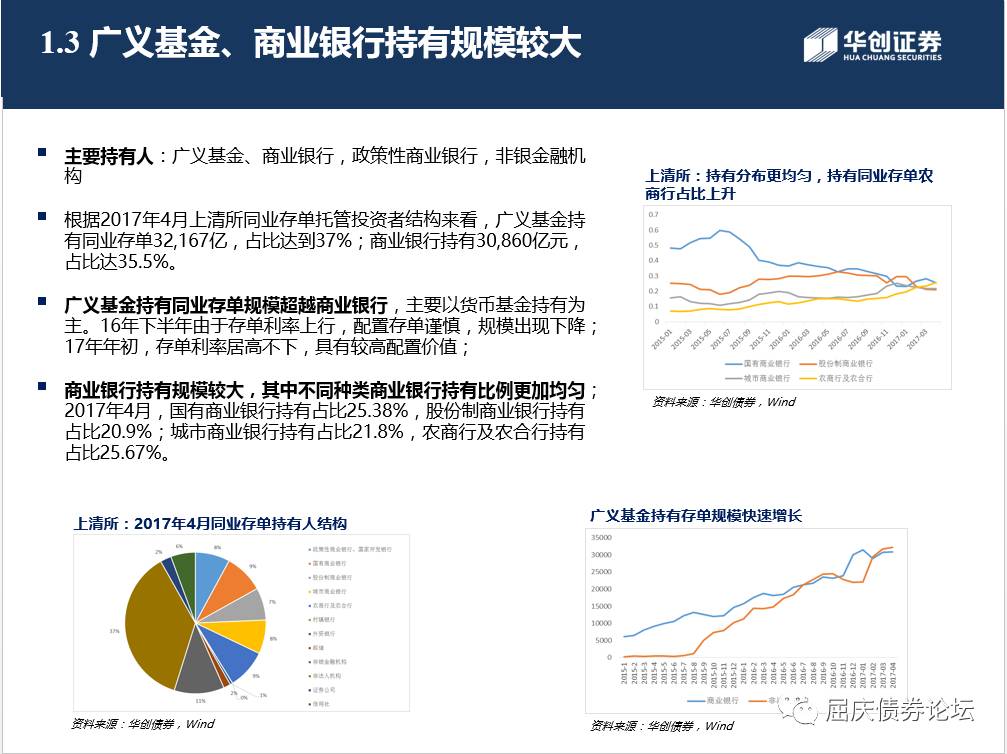 1.3 广义基金、商业银行持有规模较大
华创证券
HUA CHUANG SECURITIES
主要持有人：广义基金、商业银行，政策性商业银行，非银金融机
构
根据2017年4月上清所同业存单托管投资者结构来看，广义基金持
有同业存单32,167亿，占比达到37%；商业银行持有30,860亿元，
占比达35.5%。
广义基金持有同业存单规模超越商业银行，主要以货币基金持有为
主。16年下半年由于存单利率上行，配置存单谨慎，规模出现下降；
17年年初，存单利率居高不下，具有较高配置价值；
商业银行持有规模较大，其中不同种类商业银行持有比例更加均匀；
2017年4月，国有商业银行持有占比25.38%，股份制商业银行持有
占比20.9%；城市商业银行持有占比21.8%，农商行及农合行持有
占比25.67%。
上清所：持有分布更均匀，持有同业存单农
商行占比上升
0.7
0.6
0.5
0.4
0.3
0.2
0.1
0
2015-01 2015-03 2015-05 2015-07 2015-09 2015-11 2016-01 2016-03 2016-05 2016-07 2016-09 2016-11 2017-01 2017-03
国有商业银行 股份制商业银行
城市商业银行 农商行及农合行
资料来源：华创债券，Wind
上清所：2017年4月同业存单持有人结构
8%
9%
7%
8%
9%
1%
0%
2%
11%
37%
2%
6%
政策性商业银行、国家开发银行
国有商业银行
股份制商业银行
城市商业银行
农商行及农合行
村镇银行
外资银行
邮储
非银金融机构
非法人机构
证券公司
信用社
资料来源：华创债券，Wind
广义基金持有存单规模快速增长
35000
30000
25000
20000
15000
10000
5000
0
2015-1 2015-2 2015-3 2015-4 2015-5 2015-6 2015-7 2015-8 2015-9 2015-10 2015-11 2015-12 2016-1 2016-2 2016-3 2016-4 2016-5 2016-6 2016-7 2016-8 2016-9 2016-10 2016-11 2016-12 2017-01 2017-02 2017-03 2017-04
商业银行
资料来源：华创债券，Wind
屈庆债券论坛